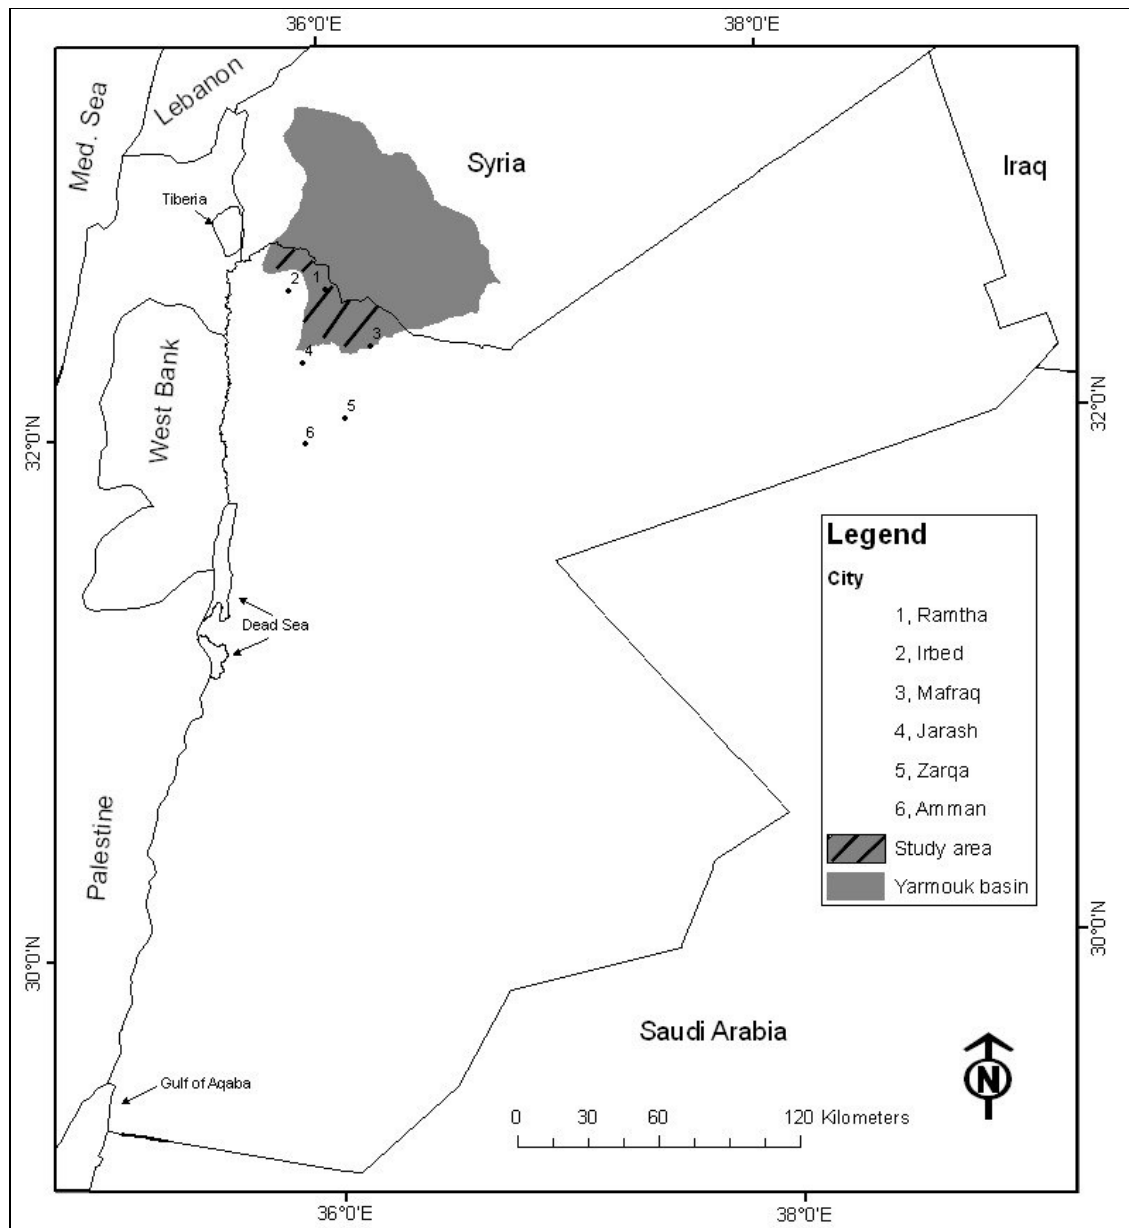 36°0'E
38°0'E
Med. Sea
Lebanon
Syria
Iraq
Tiberia
1
2
3
4
5
6
32°0'N
32°0'N
West Bank
Dead Sea
Legend
City
1, Ramtha
2, Irbed
3, Mafraq
4, Jarash
5, Zarqa
6, Amman
Study area
Yarmouk basin
Palestine
30°0'N
30°0'N
Saudi Arabia
N
Gulf of Aqaba
0 30 60 120 Kilometers
36°0'E
38°0'E